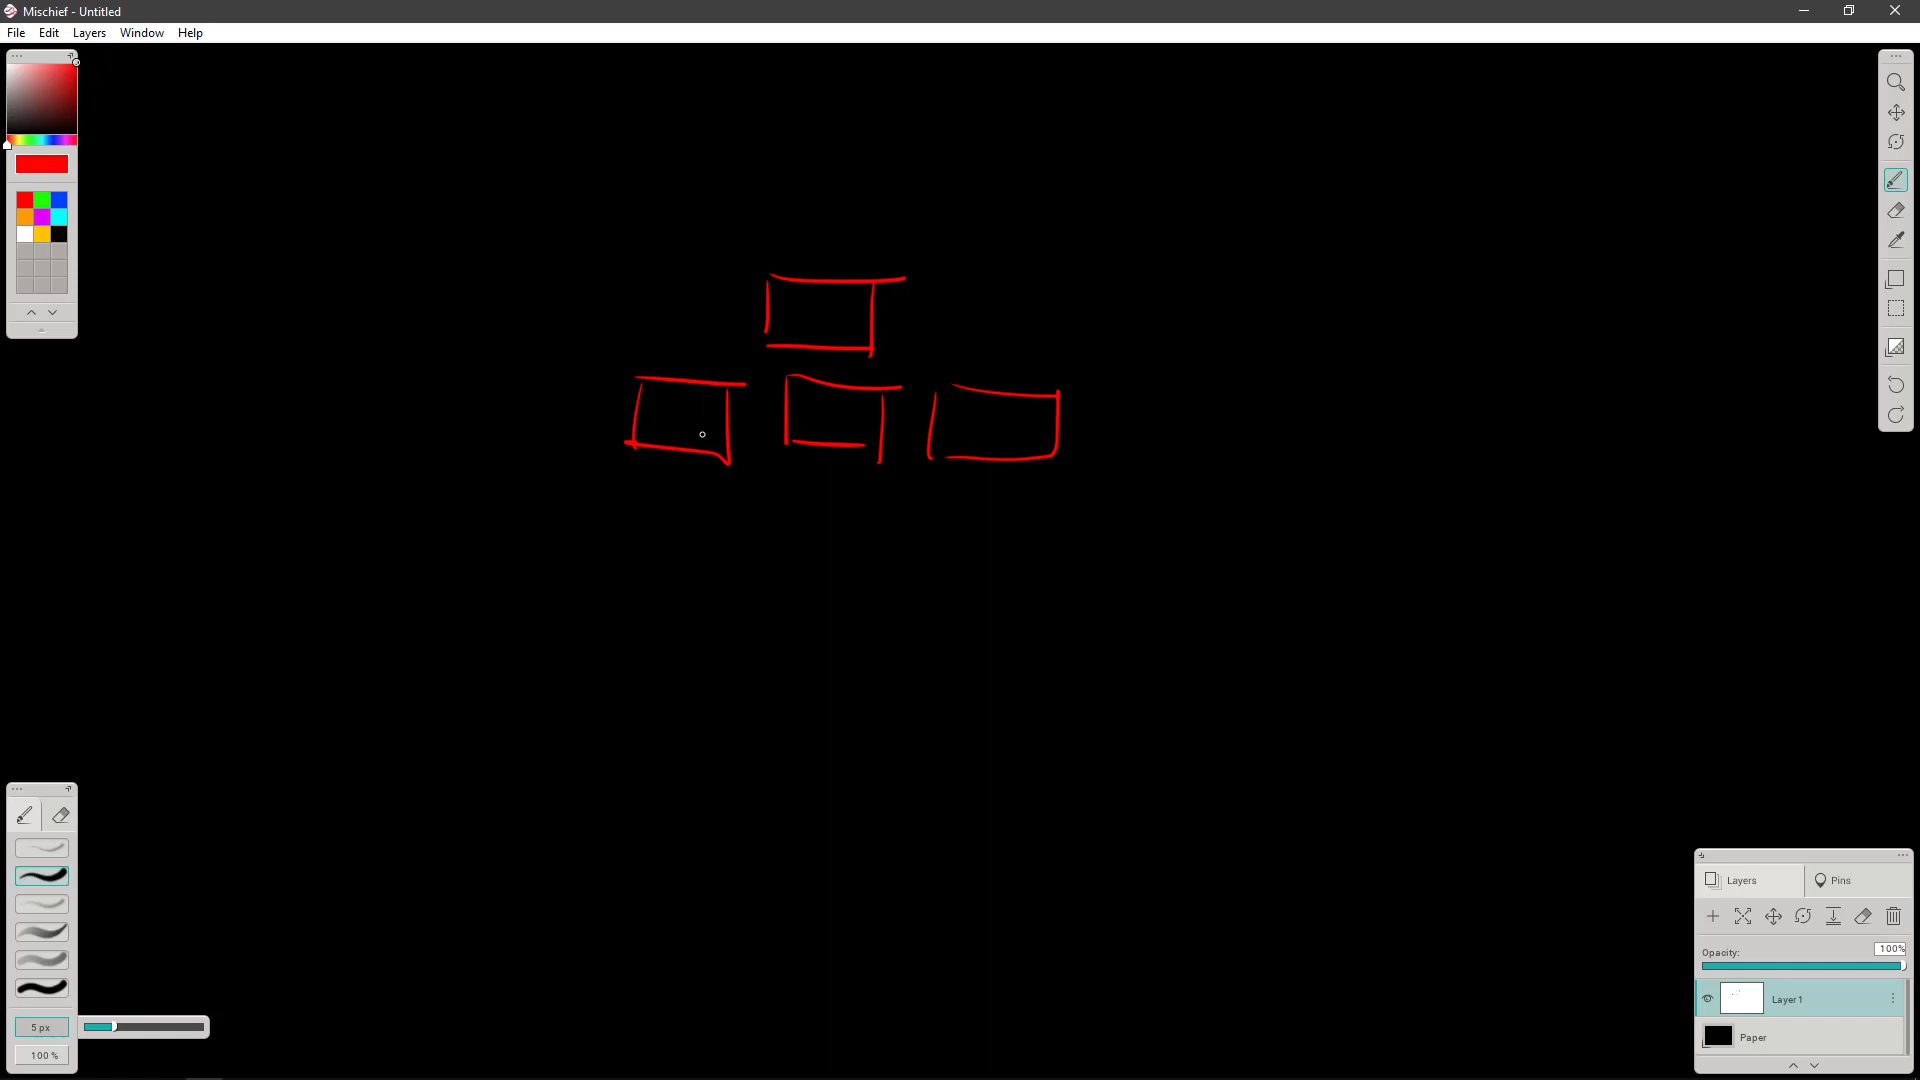 Mischief - Untitled
File Edit Layers Window Help
5 px
100 %
Layers Pins
Opacity: 100%
Layer 1
Paper